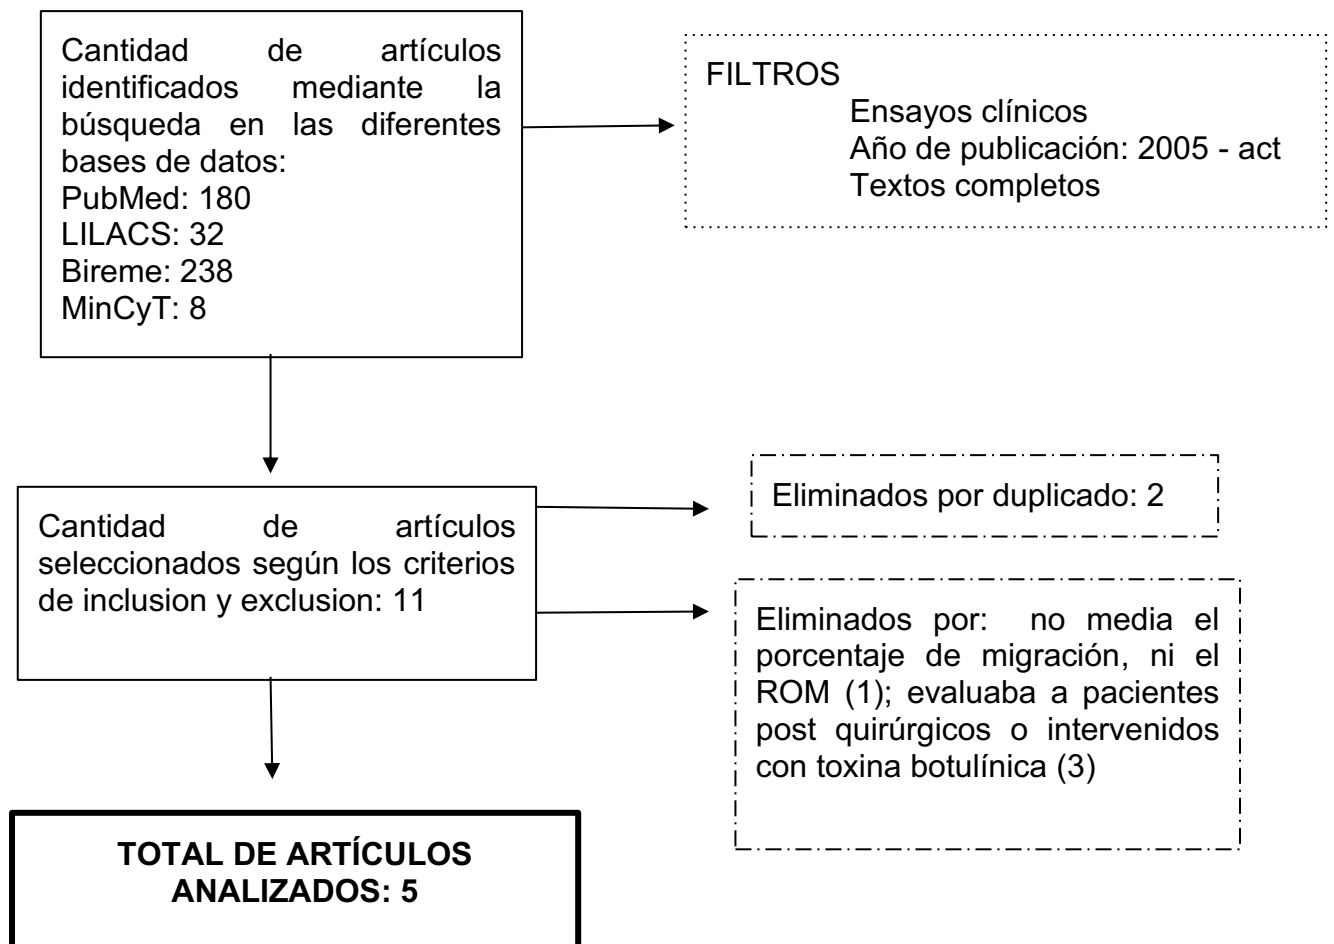 Cantidad de artículos
identificados mediante la
búsqueda en las diferentes
bases de datos:
PubMed: 180
LILACS: 32
Bireme: 238
MinCyT: 8
FILTROS
Ensayos clínicos
Año de publicación: 2005 - act
Textos completos
Cantidad de artículos
seleccionados según los criterios
de inclusion y exclusion: 11
Eliminados por duplicado: 2
Eliminados por: no media el
porcentaje de migración, ni el
ROM (1); evaluaba a pacientes
post quirúrgicos o intervenidos
con toxina botulínica (3)
TOTAL DE ARTÍCULOS
ANALIZADOS: 5